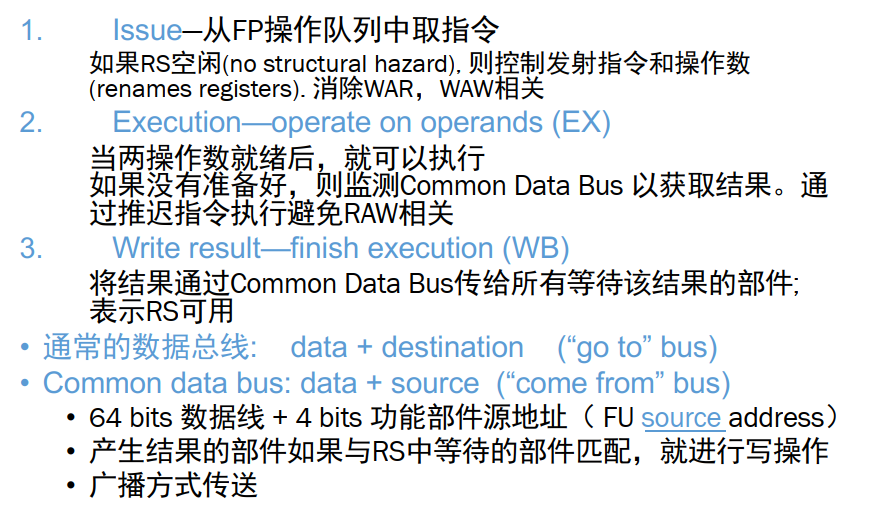 1. Issue—从FP操作队列中取指令
如果RS空闲(no structural hazard), 则控制发射指令和操作数
(renames registers). 消除WAR，WAW相关
2. Execution—operate on operands (EX)
当两操作数就绪后，就可以执行
如果没有准备好，则监测Common Data Bus 以获取结果。通
过推迟指令执行避免RAW相关
3. Write result—finish execution (WB)
将结果通过Common Data Bus传给所有等待该结果的部件;
表示RS可用
• 通常的数据总线: data + destination (“go to” bus)
• Common data bus: data + source (“come from” bus)
• 64 bits 数据线 + 4 bits 功能部件源地址（ FU source address）
• 产生结果的部件如果与RS中等待的部件匹配，就进行写操作
• 广播方式传送